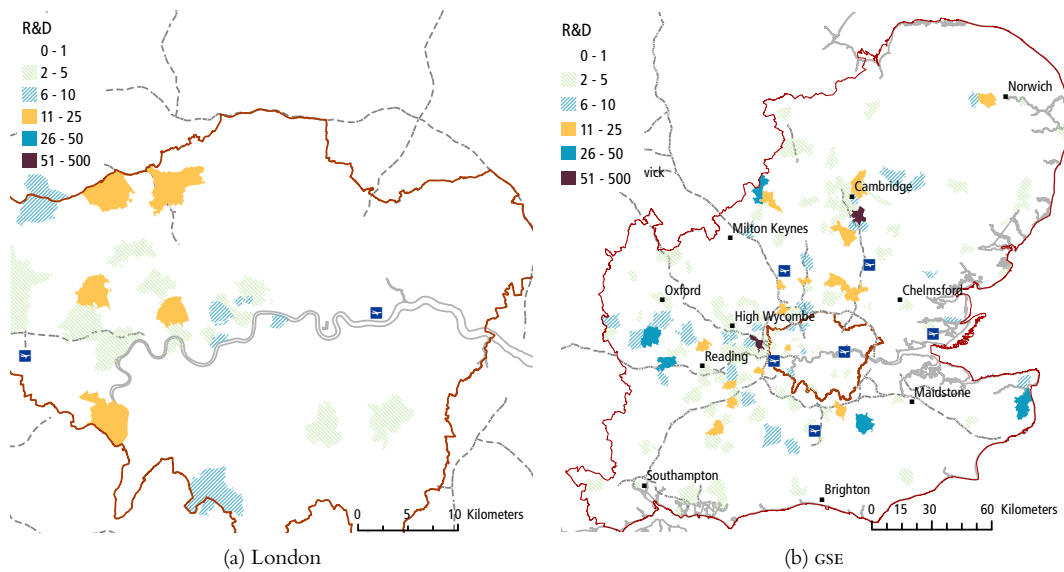 R&D
0 - 1
2 - 5
6 - 10
11 - 25
26 - 50
51 - 500
0 5 10 Kilometers
(a) London
R&D
0 - 1
2 - 5
6 - 10
11 - 25
26 - 50
51 - 500
vick
Norwich
Cambridge
Milton Keynes
Oxford
Chelmsford
High Wycombe
Reading
Maidstone
Southampton
Brighton
0 15 30 60 Kilometers
(b) GSE